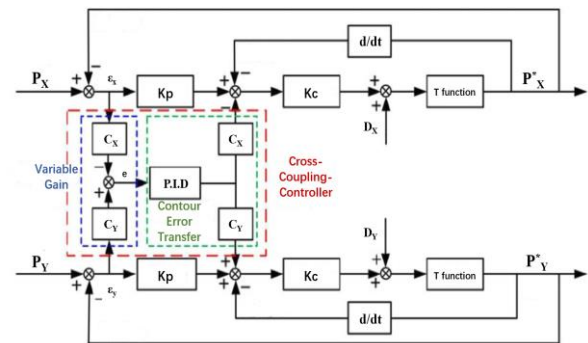 d/dt
P_X
ε_x
Kp
Kc
T function
P*_X
D_X
C_X
C_X
Variable
Gain
e
P.I.D
Contour
Error
Transfer
Cross-
Coupling-
Controller
C_Y
C_Y
D_Y
P_Y
ε_y
Kp
Kc
T function
P*_Y
d/dt